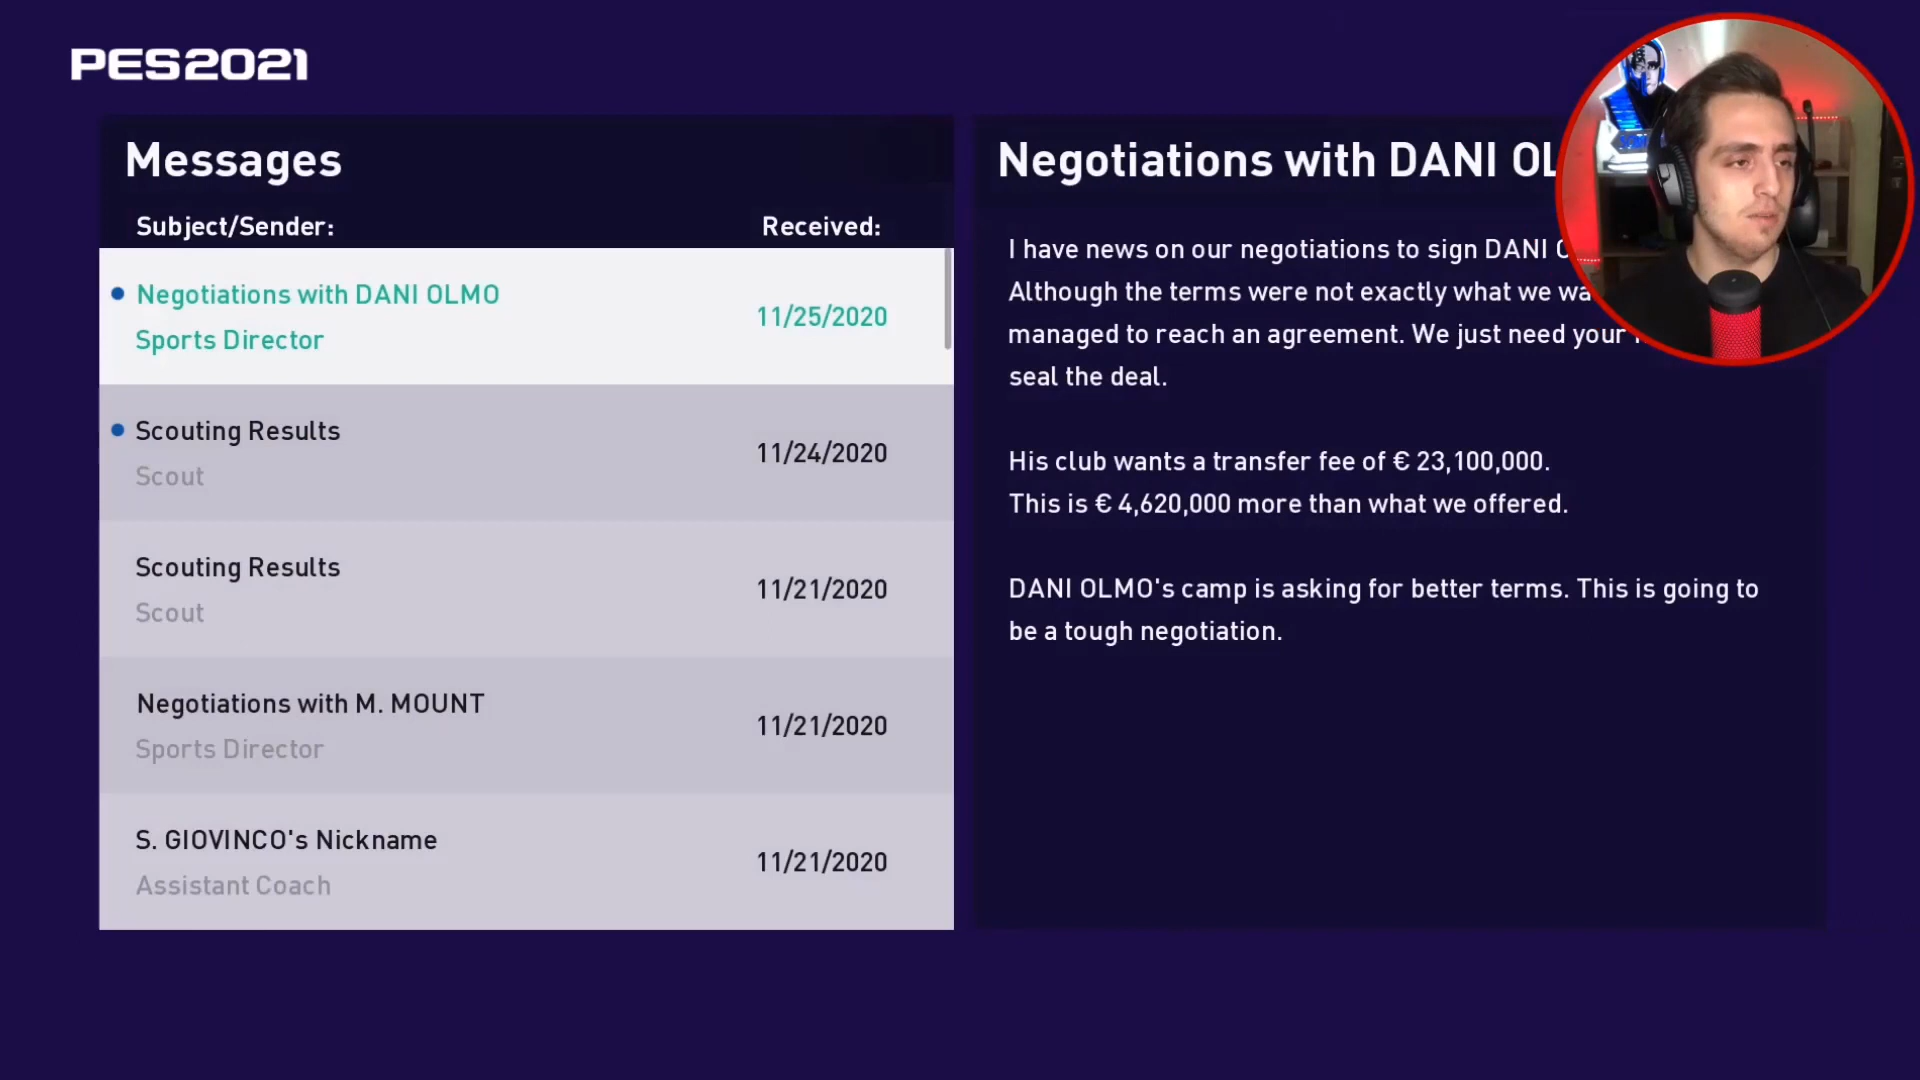 PES2021
Messages
Subject/Sender:
Received:
Negotiations with DANI OLMO
Sports Director
11/25/2020
Scouting Results
Scout
11/24/2020
Scouting Results
Scout
11/21/2020
Negotiations with M. MOUNT
Sports Director
11/21/2020
S. GIOVINCO's Nickname
Assistant Coach
11/21/2020
Negotiations with DANI
I have news on our negotiations to sign DANI
Although the terms were not exactly what we
managed to reach an agreement. We just need your
seal the deal.
His club wants a transfer fee of € 23,100,000.
This is € 4,620,000 more than what we offered.
DANI OLMO's camp is asking for better terms. This is going to
be a tough negotiation.